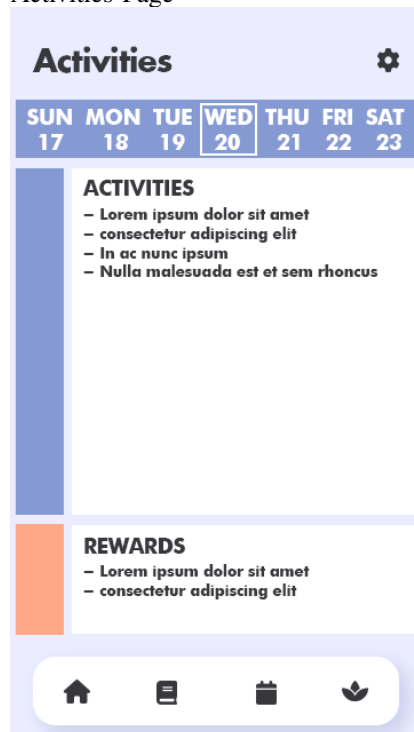 Activities Page
Activities
SUN MON TUE WED THU FRI SAT
17 18 19 20 21 22 23
ACTIVITIES
– Lorem ipsum dolor sit amet
– consectetur adipiscing elit
– In ac nunc ipsum
– Nulla malesuada est et sem rhoncus
REWARDS
– Lorem ipsum dolor sit amet
– consectetur adipiscing elit